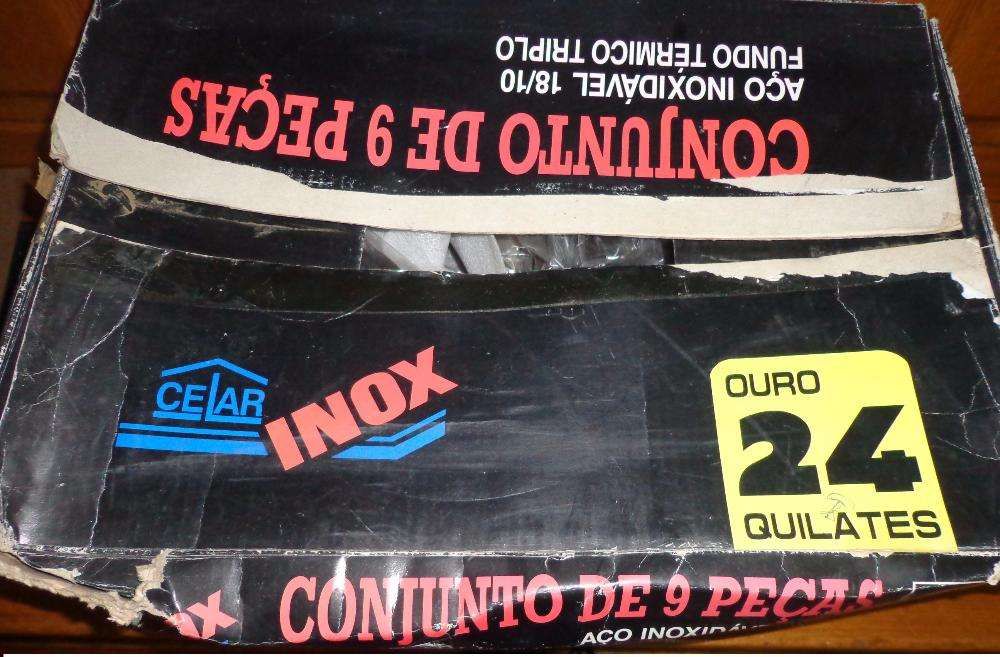 FUNDO TÉRMICO TRIPLO
AÇO INOXIDÁVEL 18/10
CONJUNTO DE 9 PEÇAS
CELAR
INOX
OURO
24
QUILATES
CONJUNTO DE 9 PEÇAS
AÇO